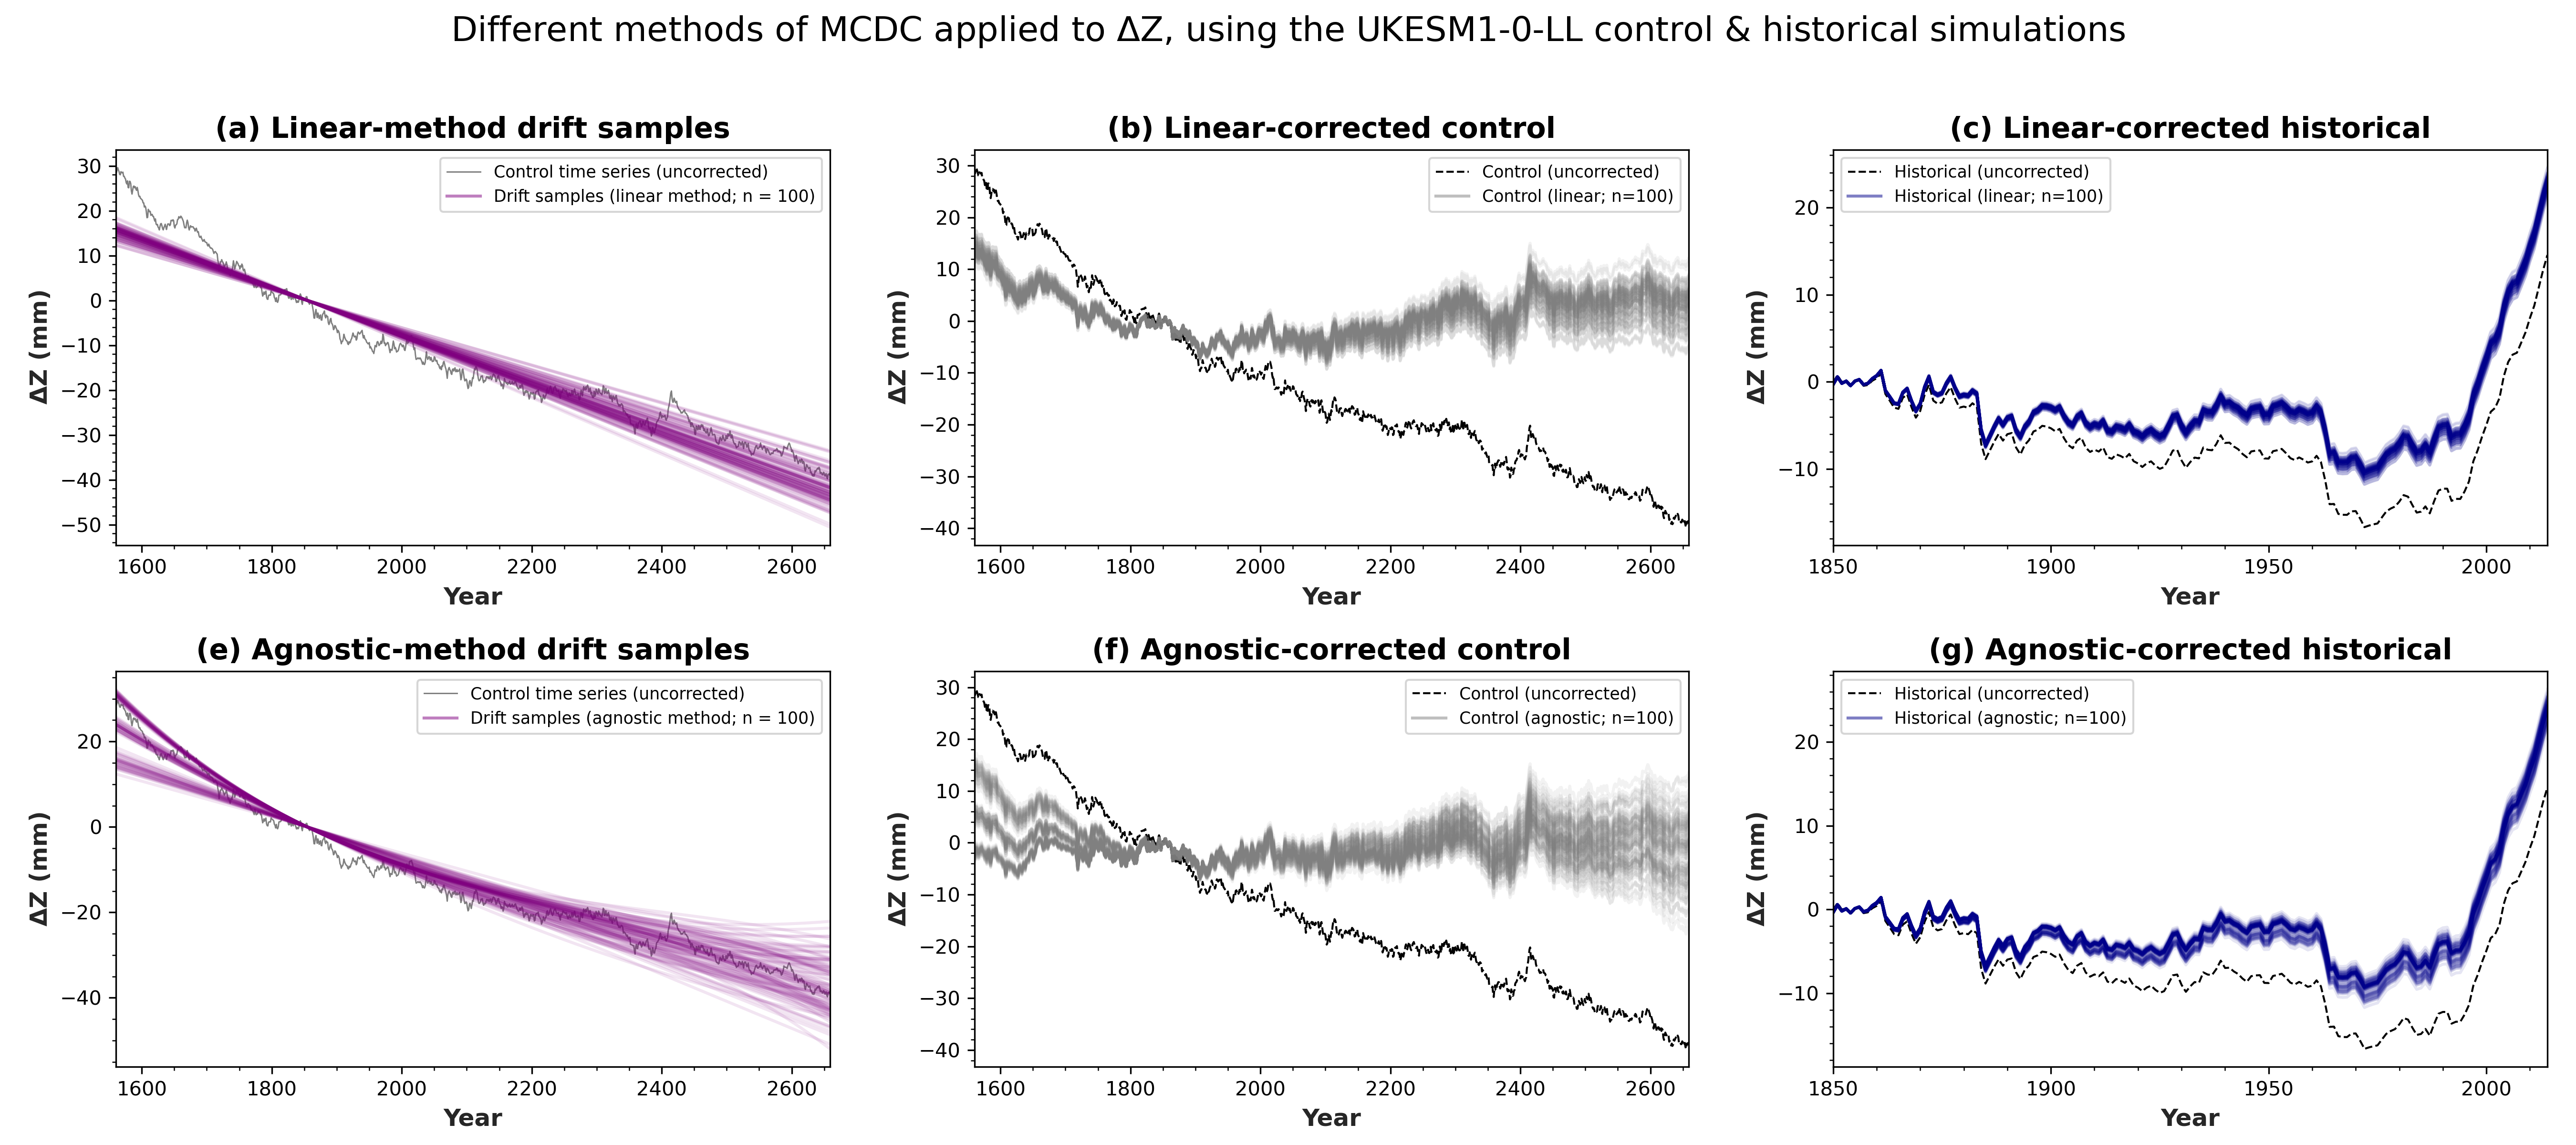 Different methods of MCDC applied to ΔZ, using the UKESM1-0-LL control & historical simulations
(a) Linear-method drift samples
Control time series (uncorrected)
Drift samples (linear method; n = 100)
30
20
10
0
−10
−20
−30
−40
−50
ΔZ (mm)
1600 1800 2000 2200 2400 2600
Year
(b) Linear-corrected control
Control (uncorrected)
Control (linear; n=100)
30
20
10
0
−10
−20
−30
−40
ΔZ (mm)
1600 1800 2000 2200 2400 2600
Year
(c) Linear-corrected historical
Historical (uncorrected)
Historical (linear; n=100)
20
10
0
−10
ΔZ (mm)
1850 1900 1950 2000
Year
(e) Agnostic-method drift samples
Control time series (uncorrected)
Drift samples (agnostic method; n = 100)
20
0
−20
−40
ΔZ (mm)
1600 1800 2000 2200 2400 2600
Year
(f) Agnostic-corrected control
Control (uncorrected)
Control (agnostic; n=100)
30
20
10
0
−10
−20
−30
−40
ΔZ (mm)
1600 1800 2000 2200 2400 2600
Year
(g) Agnostic-corrected historical
Historical (uncorrected)
Historical (agnostic; n=100)
20
10
0
−10
ΔZ (mm)
1850 1900 1950 2000
Year